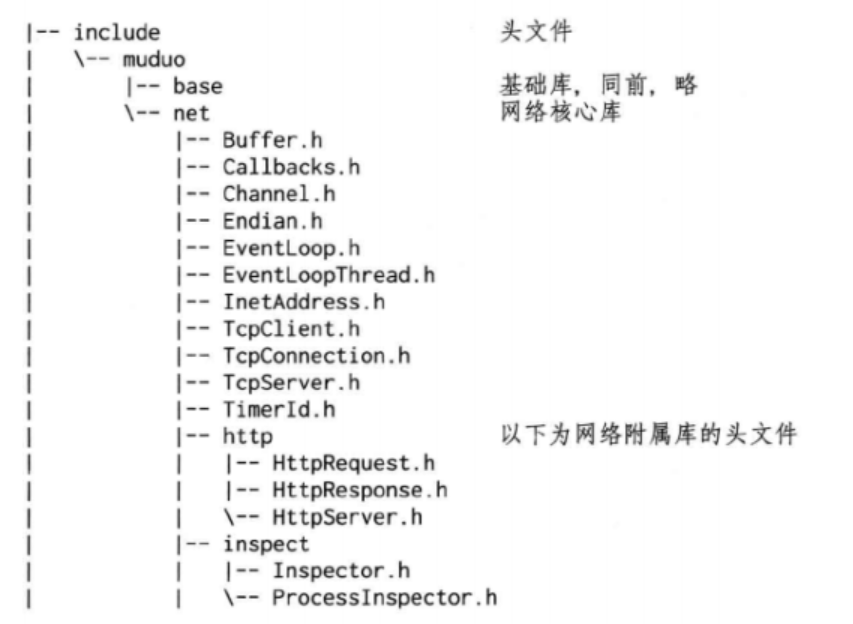 |-- include                            头文件
|   \-- muduo
|       |-- base                       基础库，同前，略
|       \-- net                        网络核心库
|           |-- Buffer.h
|           |-- Callbacks.h
|           |-- Channel.h
|           |-- Endian.h
|           |-- EventLoop.h
|           |-- EventLoopThread.h
|           |-- InetAddress.h
|           |-- TcpClient.h
|           |-- TcpConnection.h
|           |-- TcpServer.h
|           |-- TimerId.h
|           |-- http                   以下为网络附属库的头文件
|           |   |-- HttpRequest.h
|           |   |-- HttpResponse.h
|           |   \-- HttpServer.h
|           |-- inspect
|           |   |-- Inspector.h
|           |   \-- ProcessInspector.h